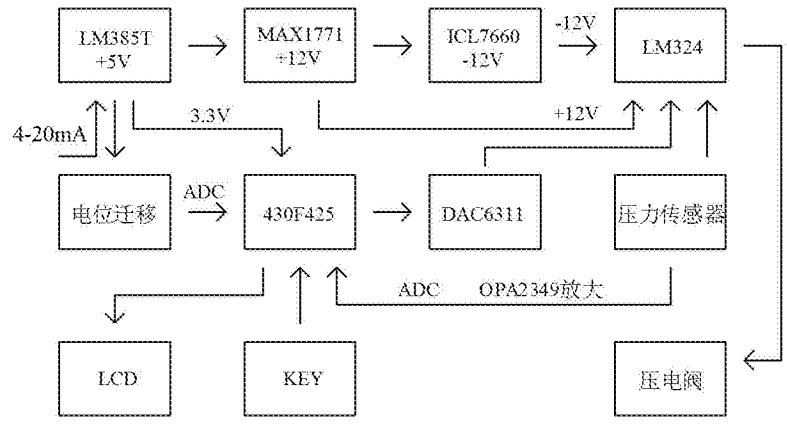 LM385T
+5V
MAX1771
+12V
ICL7660
-12V
-12V
LM324
4-20mA
3.3V
+12V
电位迁移
ADC
430F425
DAC6311
压力传感器
ADC
OPA2349放大
LCD
KEY
压电阀